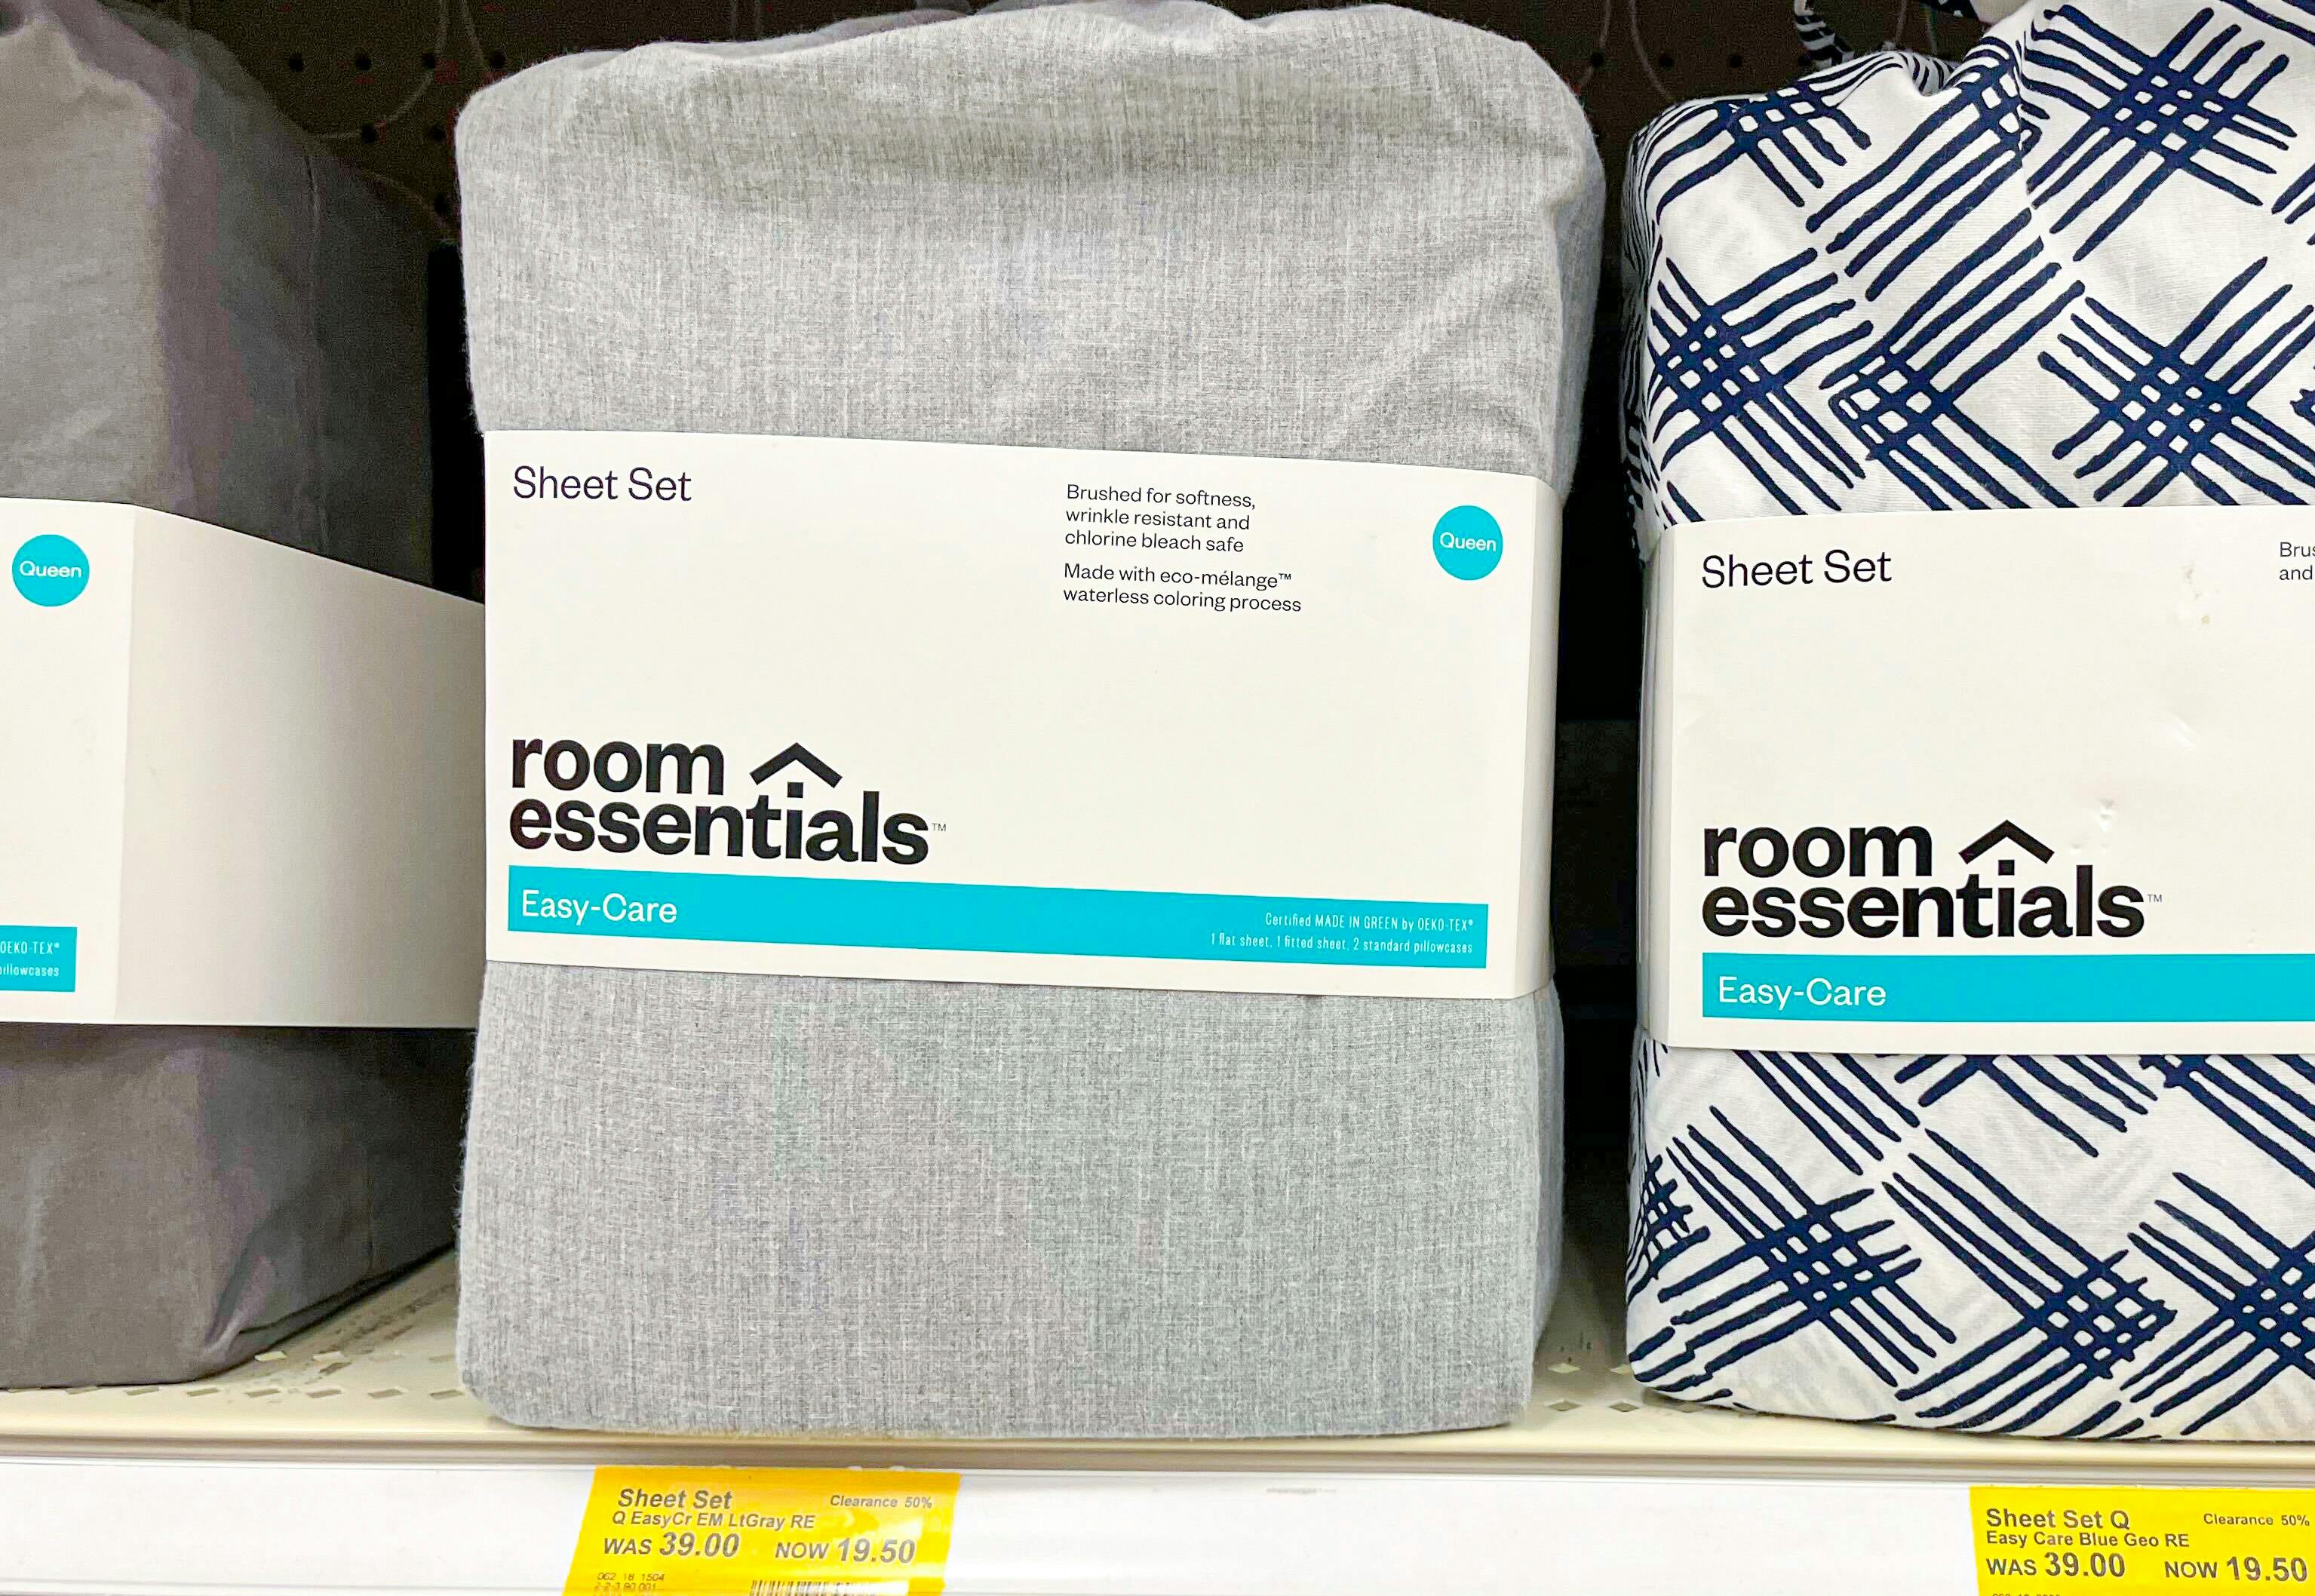 Queen
OEKO-TEX®
pillowcases
Sheet Set
Brushed for softness,
wrinkle resistant and
chlorine bleach safe
Made with eco-mélange™
waterless coloring process
Queen
room
essentials™
Easy-Care
Certified MADE IN GREEN by OEKO-TEX®
1 flat sheet, 1 fitted sheet, 2 standard pillowcases
Sheet Set
and
room
essentials™
Easy-Care
Sheet Set
Clearance 50%
Q EasyCr EM LtGray RE
WAS 39.00 NOW 19.50
062 18 1504
Sheet Set Q
Clearance 50%
Easy Care Blue Geo RE
WAS 39.00 NOW 19.50